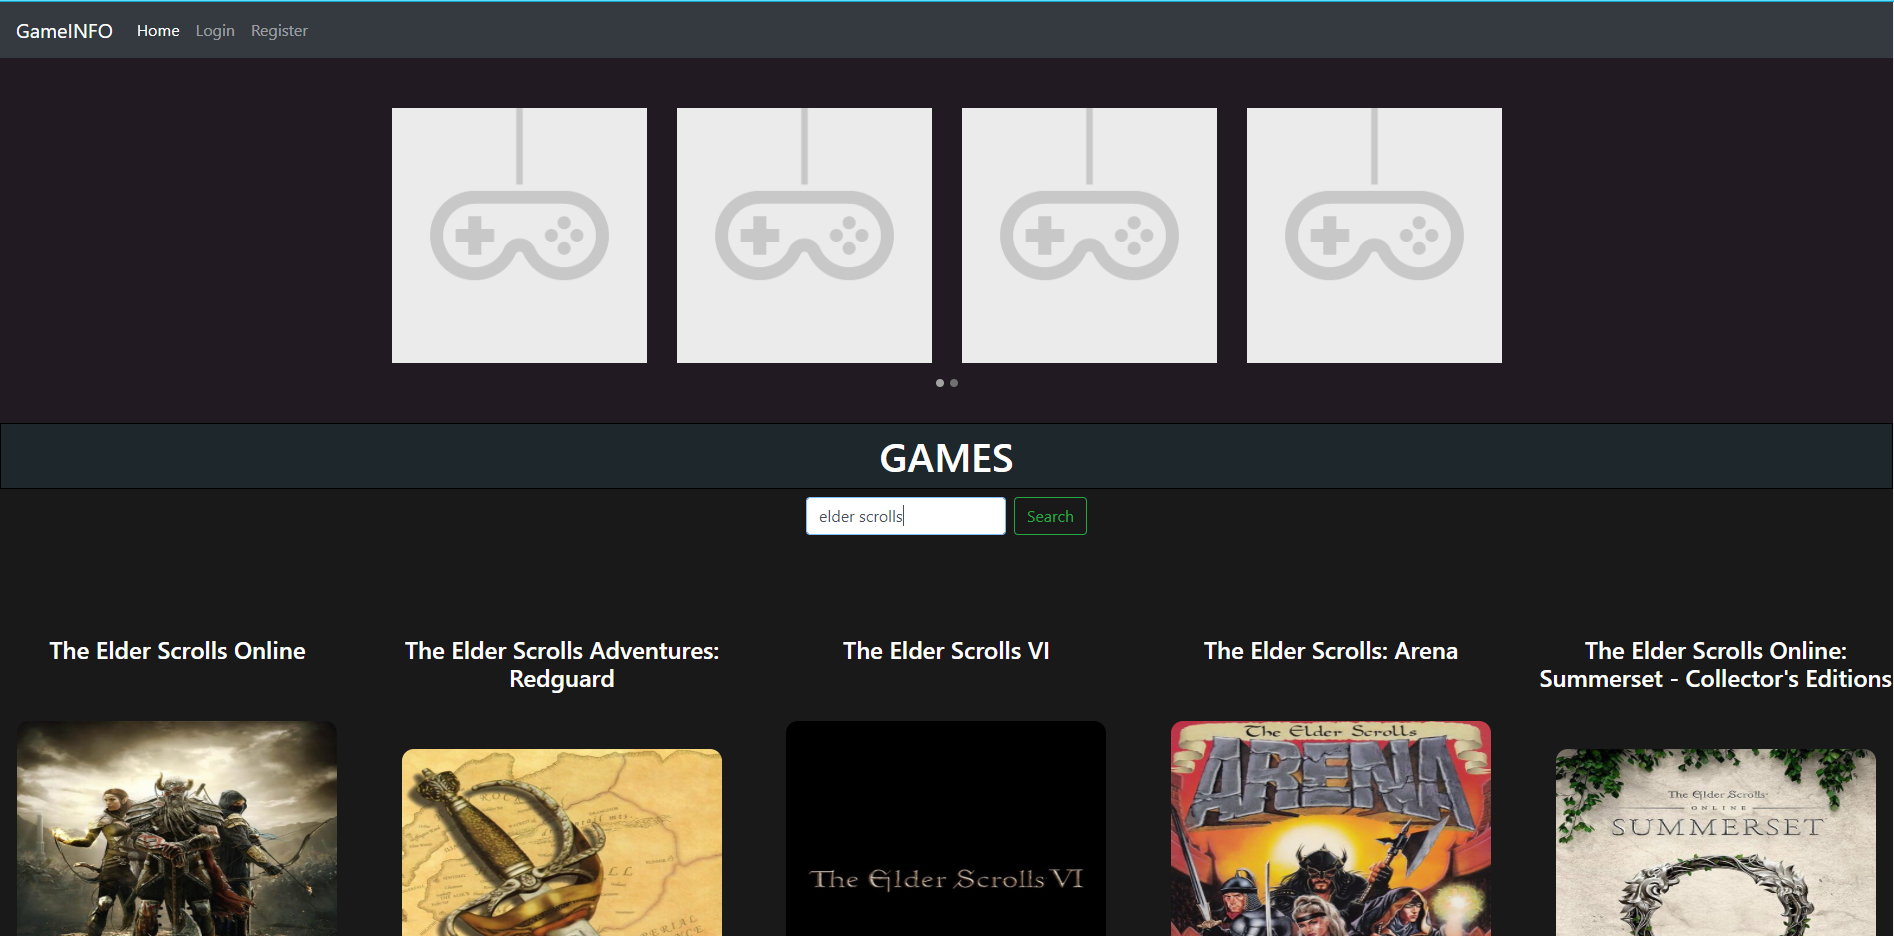 GameINFO Home Login Register
GAMES
elder scrolls Search
The Elder Scrolls Online
The Elder Scrolls Adventures:
Redguard
The Elder Scrolls VI
The Elder Scrolls: Arena
The Elder Scrolls Online:
Summerset - Collector's Editions
The Elder Scrolls VI
The Elder Scrolls
ARENA
The Elder Scrolls
ONLINE
SUMMERSET